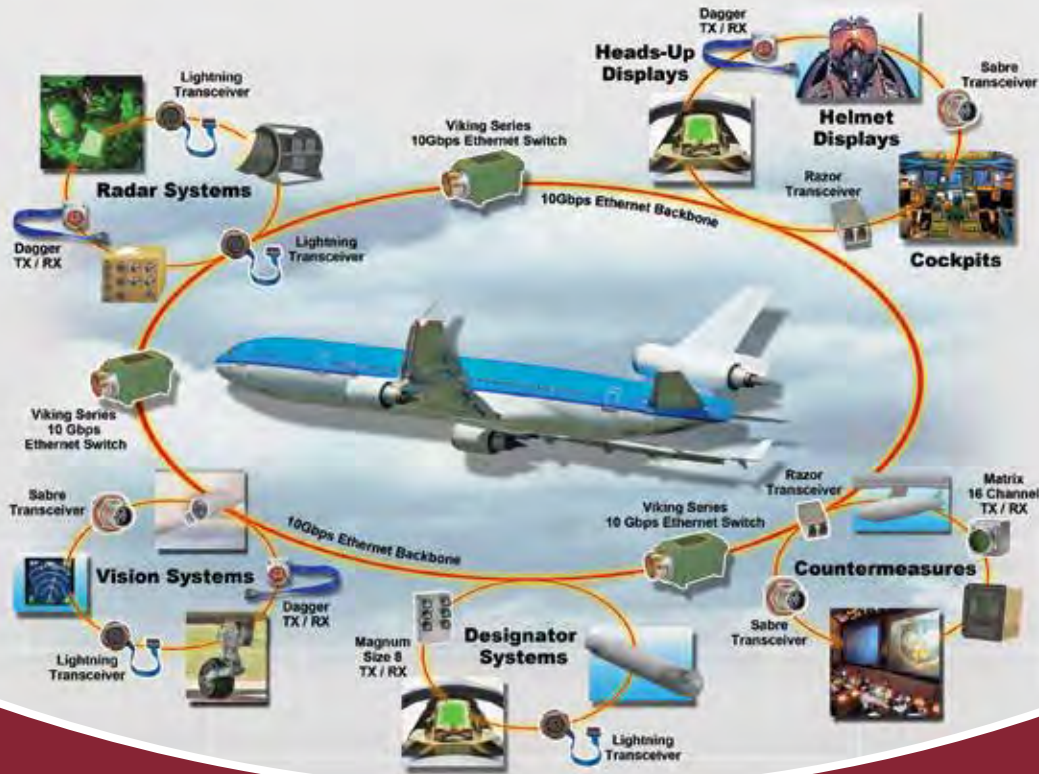 Dagger
TX / RX
Heads-Up
Displays
Lightning
Transceiver
Sabre
Transceiver
Helmet
Displays
Viking Series
10Gbps Ethernet Switch
Razor
Transceiver
Radar Systems
10Gbps Ethernet Backbone
Dagger
TX / RX
Lightning
Transceiver
Cockpits
Viking Series
10 Gbps
Ethernet Switch
Sabre
Transceiver
Razor
Transceiver
Matrix
16 Channel
TX / RX
Viking Series
10 Gbps Ethernet Switch
10Gbps Ethernet Backbone
Vision Systems
Countermeasures
Dagger
TX / RX
Sabre
Transceiver
Magnum
Size 8
TX / RX
Designator
Systems
Lightning
Transceiver
Lightning
Transceiver